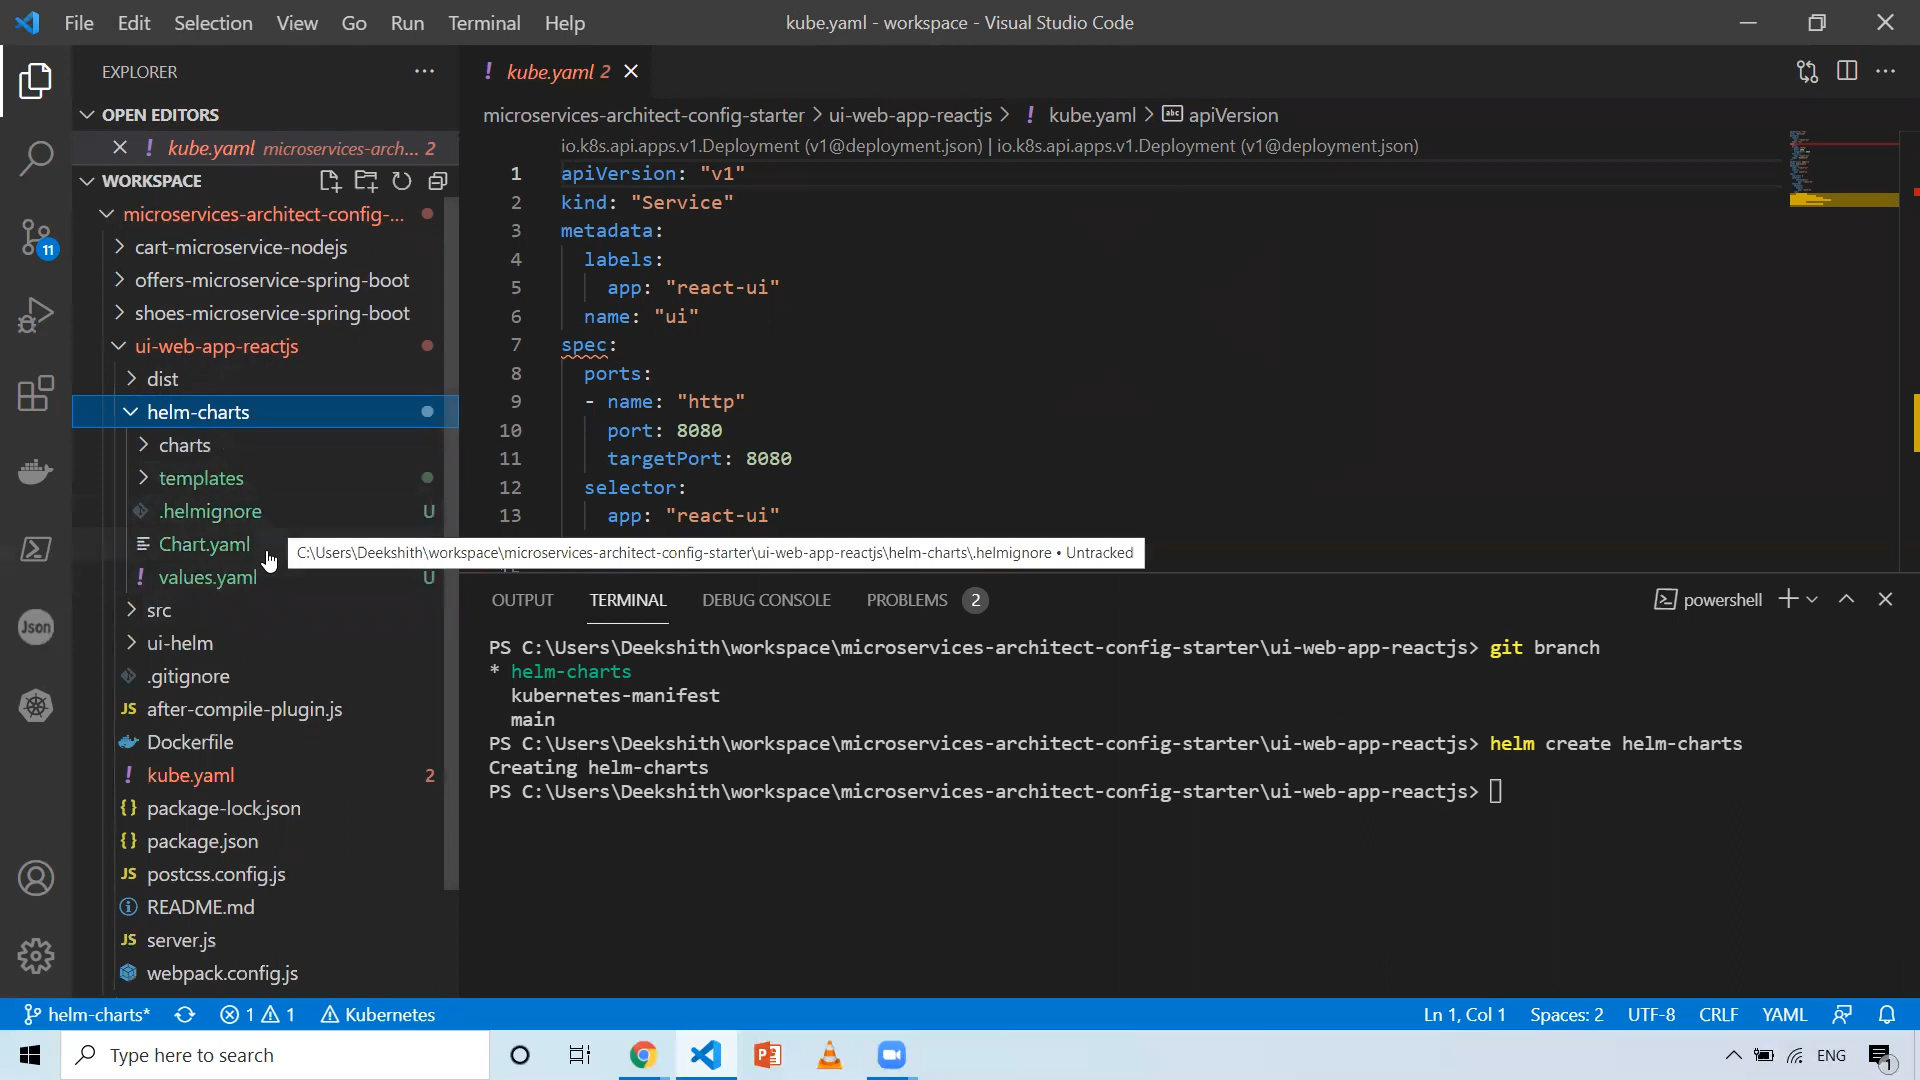 File Edit Selection View Go Run Terminal Help
kube.yaml - workspace - Visual Studio Code
EXPLORER
OPEN EDITORS
kube.yaml microservices-arch... 2
WORKSPACE
microservices-architect-config-...
cart-microservice-nodejs
offers-microservice-spring-boot
shoes-microservice-spring-boot
ui-web-app-reactjs
dist
helm-charts
charts
templates
.helmignore U
Chart.yaml
values.yaml U
src
ui-helm
.gitignore
JS after-compile-plugin.js
Dockerfile
! kube.yaml 2
{} package-lock.json
{} package.json
JS postcss.config.js
README.md
JS server.js
webpack.config.js
11
Json
! kube.yaml 2
microservices-architect-config-starter > ui-web-app-reactjs > ! kube.yaml > abc apiVersion
io.k8s.api.apps.v1.Deployment (v1@deployment.json) | io.k8s.api.apps.v1.Deployment (v1@deployment.json)
1 apiVersion: "v1"
2 kind: "Service"
3 metadata:
4 labels:
5 app: "react-ui"
6 name: "ui"
7 spec:
8 ports:
9 - name: "http"
10 port: 8080
11 targetPort: 8080
12 selector:
13 app: "react-ui"
C:\Users\Deekshith\workspace\microservices-architect-config-starter\ui-web-app-reactjs\helm-charts\.helmignore • Untracked
OUTPUT TERMINAL DEBUG CONSOLE PROBLEMS 2
powershell
PS C:\Users\Deekshith\workspace\microservices-architect-config-starter\ui-web-app-reactjs> git branch
* helm-charts
kubernetes-manifest
main
PS C:\Users\Deekshith\workspace\microservices-architect-config-starter\ui-web-app-reactjs> helm create helm-charts
Creating helm-charts
PS C:\Users\Deekshith\workspace\microservices-architect-config-starter\ui-web-app-reactjs>
helm-charts* 1 1 Kubernetes
Ln 1, Col 1 Spaces: 2 UTF-8 CRLF YAML
Type here to search
ENG
1